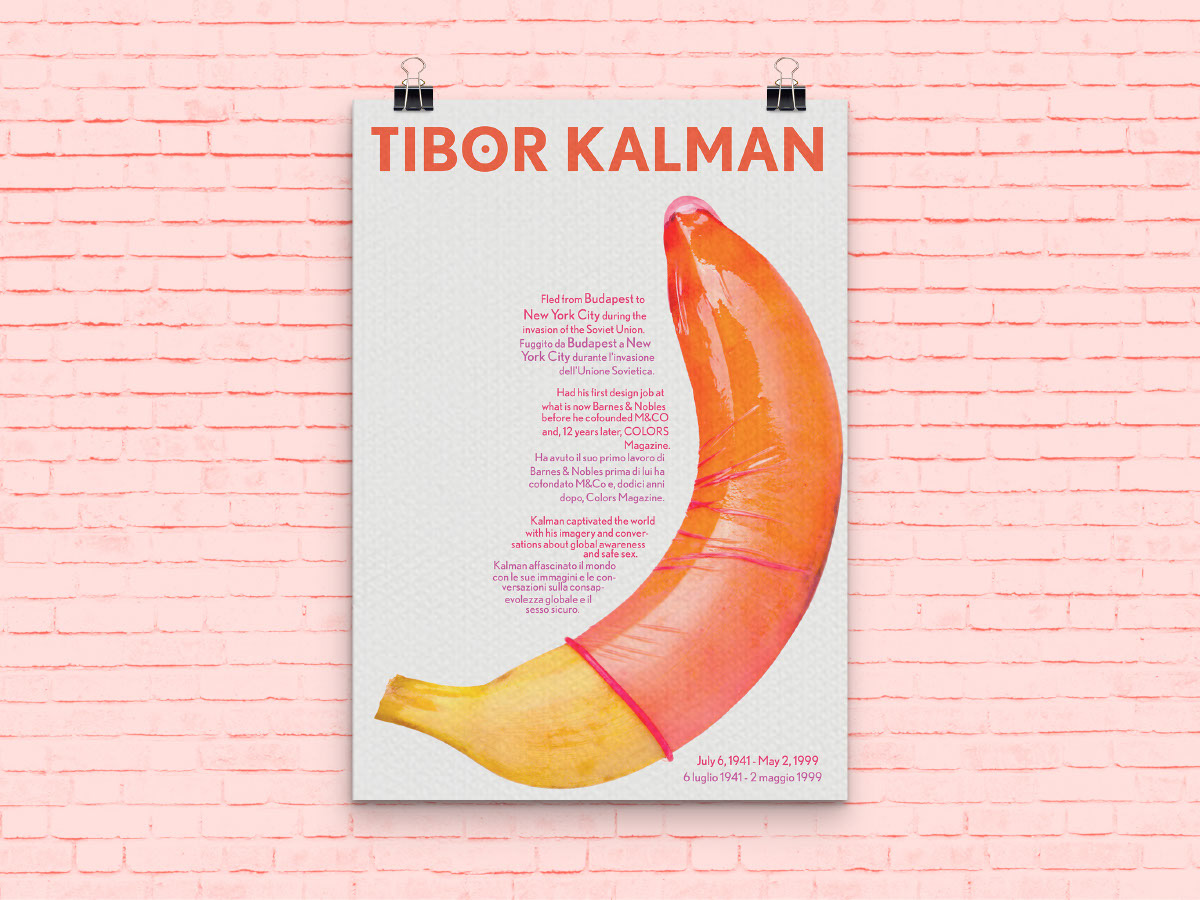 TIBOR KALMAN
Fled from Budapest to
New York City during the
invasion of the Soviet Union.
Fuggito da Budapest a New
York City durante l'invasione
dell'Unione Sovietica.
Had his first design job at
what is now Barnes & Nobles
before he cofounded M&CO
and, 12 years later, COLORS
Magazine.
Ha avuto il suo primo lavoro di
Barnes & Nobles prima di lui ha
cofondato M&Co e, dodici anni
dopo, Colors Magazine.
Kalman captivated the world
with his imagery and conver-
sations about global awareness
and safe sex.
Kalman affascinato il mondo
con le sue immagini e le con-
versazioni sulla consap-
evolezza globale e il
sesso sicuro.
July 6, 1941 - May 2, 1999
6 luglio 1941 - 2 maggio 1999